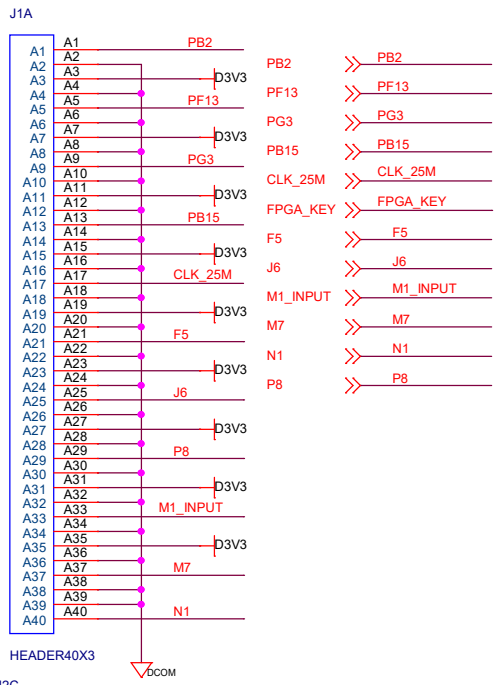 J1A
A1 A1 PB2
A2 A2
A3 A3 D3V3
A4 A4
A5 A5 PF13
A6 A6
A7 A7 D3V3
A8 A8
A9 A9 PG3
A10 A10
A11 A11 D3V3
A12 A12
A13 A13 PB15
A14 A14
A15 A15 D3V3
A16 A16
A17 A17 CLK_25M
A18 A18
A19 A19 D3V3
A20 A20
A21 A21 F5
A22 A22
A23 A23 D3V3
A24 A24
A25 A25 J6
A26 A26
A27 A27 D3V3
A28 A28
A29 A29 P8
A30 A30
A31 A31 D3V3
A32 A32
A33 A33 M1_INPUT
A34 A34
A35 A35 D3V3
A36 A36
A37 A37 M7
A38 A38
A39 A39
A40 A40 N1
HEADER40X3
DCOM
PB2 PB2
PF13 PF13
PG3 PG3
PB15 PB15
CLK_25M CLK_25M
FPGA_KEY FPGA_KEY
F5 F5
J6 J6
M1_INPUT M1_INPUT
M7 M7
N1 N1
P8 P8